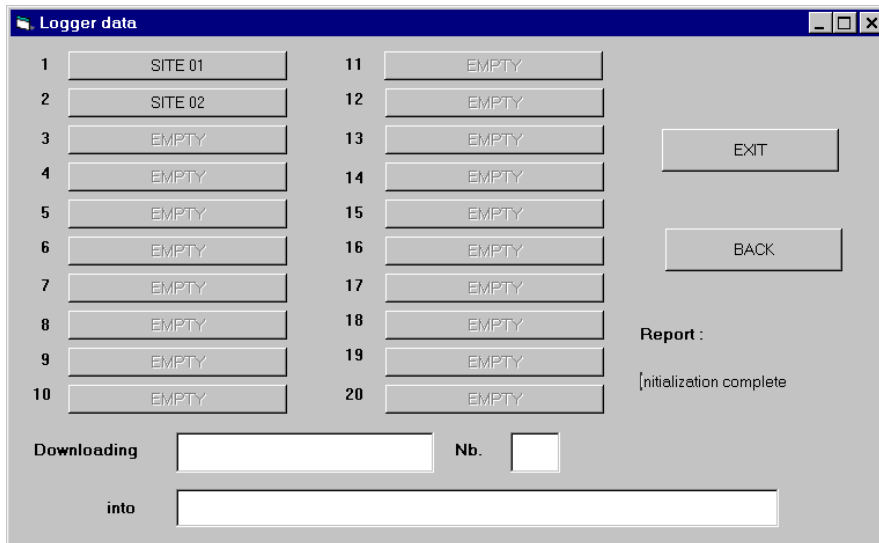 Logger data
1 SITE 01 11 EMPTY
2 SITE 02 12 EMPTY
3 EMPTY 13 EMPTY
4 EMPTY 14 EMPTY
5 EMPTY 15 EMPTY
6 EMPTY 16 EMPTY
7 EMPTY 17 EMPTY
8 EMPTY 18 EMPTY
9 EMPTY 19 EMPTY
10 EMPTY 20 EMPTY
EXIT
BACK
Report :
Initialization complete
Downloading Nb.
into